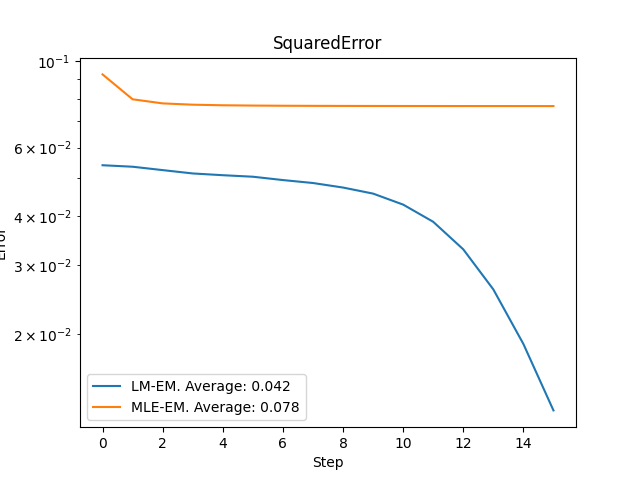 SquaredError
10⁻¹
6 × 10⁻²
4 × 10⁻²
3 × 10⁻²
2 × 10⁻²
Error
LM-EM. Average: 0.042
MLE-EM. Average: 0.078
0 2 4 6 8 10 12 14
Step